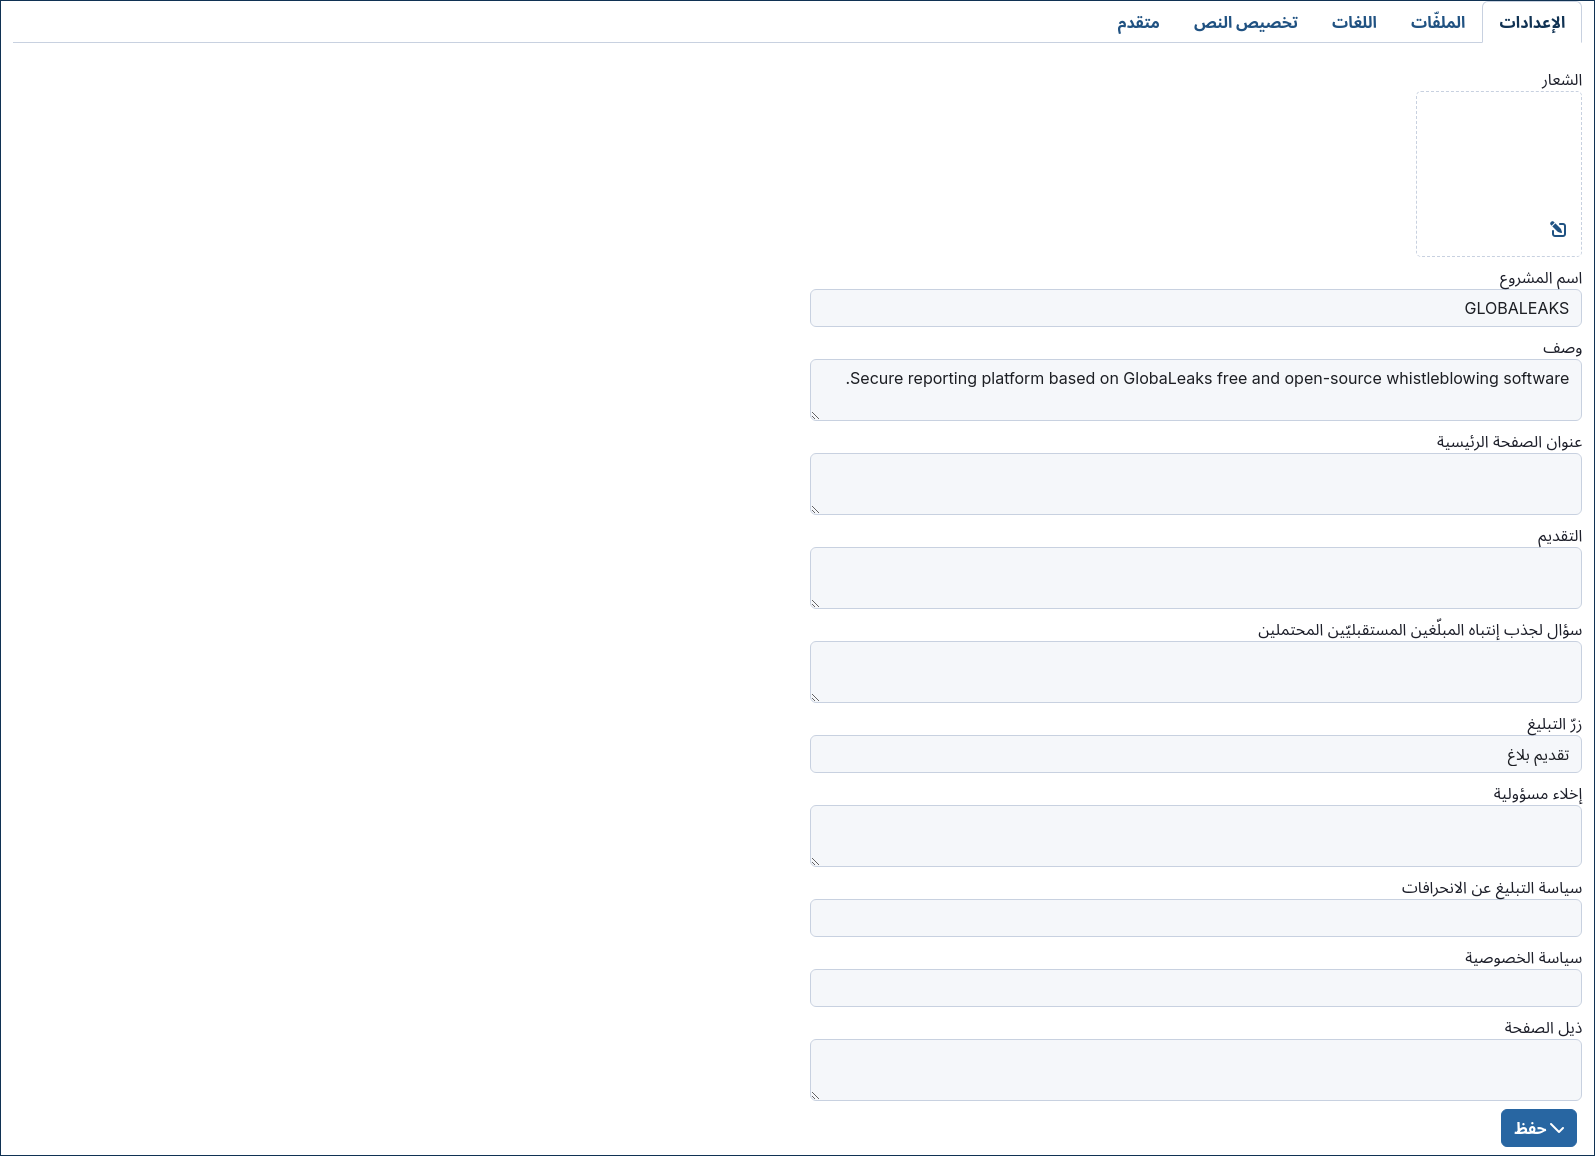 الإعدادات
الملفّات
اللغات
تخصيص النص
متقدم
الشعار
اسم المشروع
GLOBALEAKS
وصف
Secure reporting platform based on GlobaLeaks free and open-source whistleblowing software.
عنوان الصفحة الرئيسية
التقديم
سؤال لجذب إنتباه المبلّغين المستقبليّين المحتملين
زرّ التبليغ
تقديم بلاغ
إخلاء مسؤولية
سياسة التبليغ عن الانحرافات
سياسة الخصوصية
ذيل الصفحة
حفظ